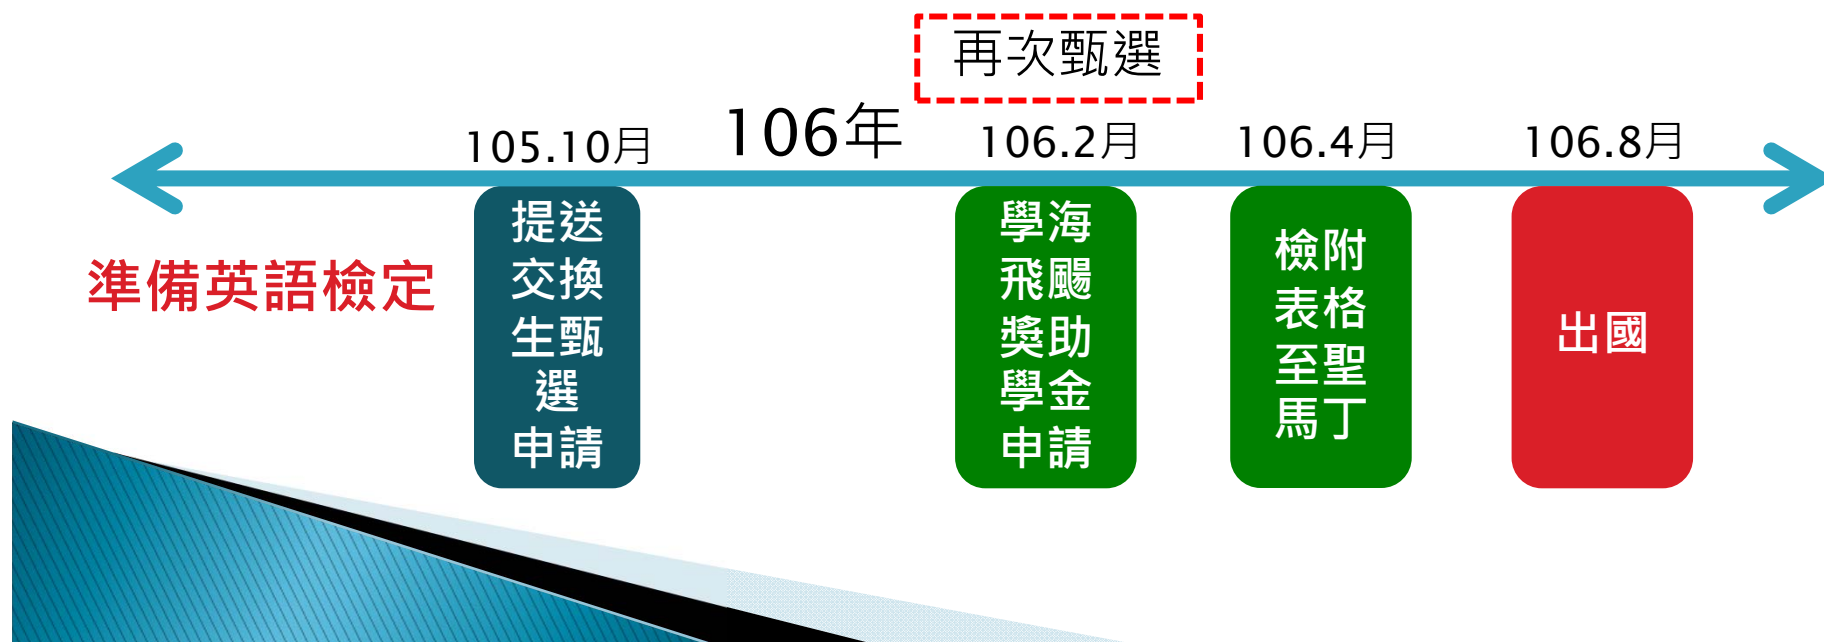 再次甄選
105.10月
106年
106.2月
106.4月
106.8月
準備英語檢定
提送
交換
生甄
選
申請
學海
飛颺
獎助
學金
申請
檢附
表格
至聖
馬丁
出國